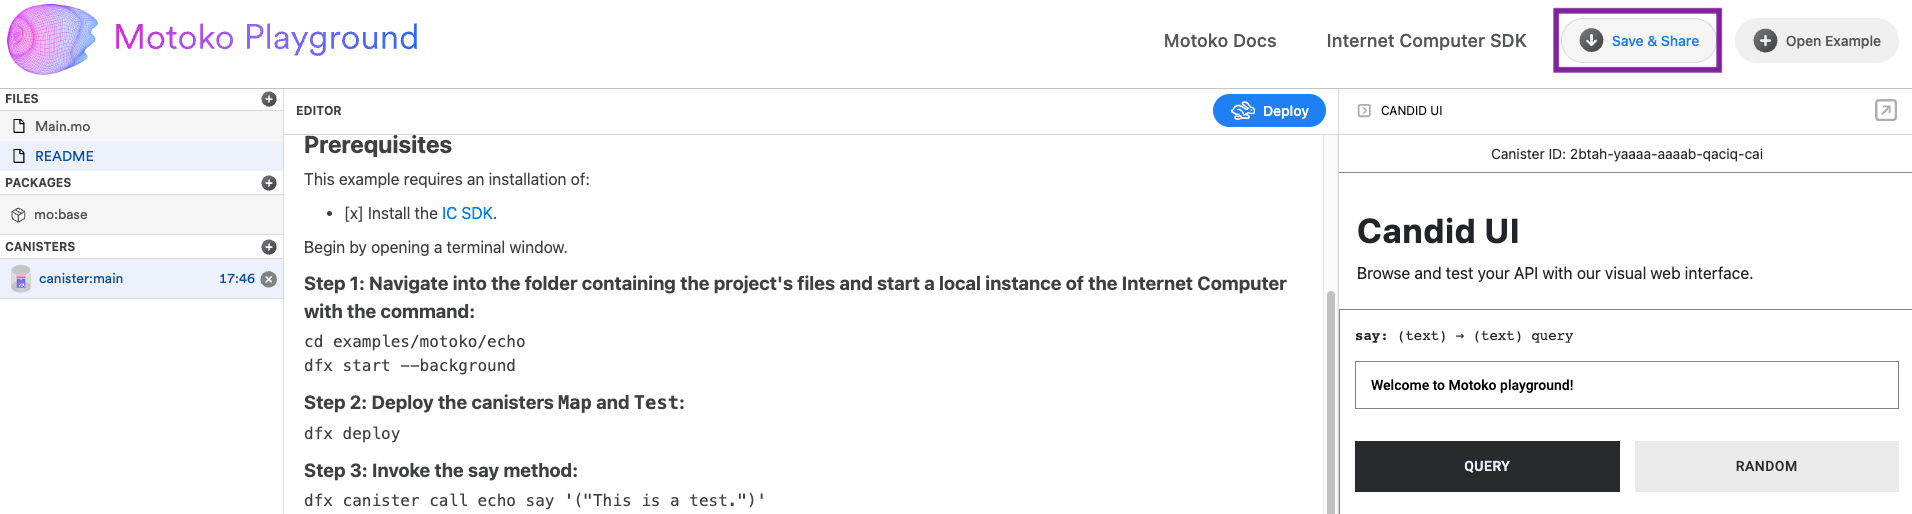 Motoko Playground
Motoko Docs
Internet Computer SDK
Save & Share
Open Example
FILES
Main.mo
README
PACKAGES
mo:base
CANISTERS
canister:main 17:46
EDITOR
Deploy
Prerequisites
This example requires an installation of:
• [x] Install the IC SDK.
Begin by opening a terminal window.
Step 1: Navigate into the folder containing the project's files and start a local instance of the Internet Computer
with the command:
cd examples/motoko/echo
dfx start --background
Step 2: Deploy the canisters Map and Test:
dfx deploy
Step 3: Invoke the say method:
dfx canister call echo say '("This is a test.")'
CANDID UI
Canister ID: 2btah-yaaaa-aaaab-qaciq-cai
Candid UI
Browse and test your API with our visual web interface.
say: (text) → (text) query
Welcome to Motoko playground!
QUERY
RANDOM